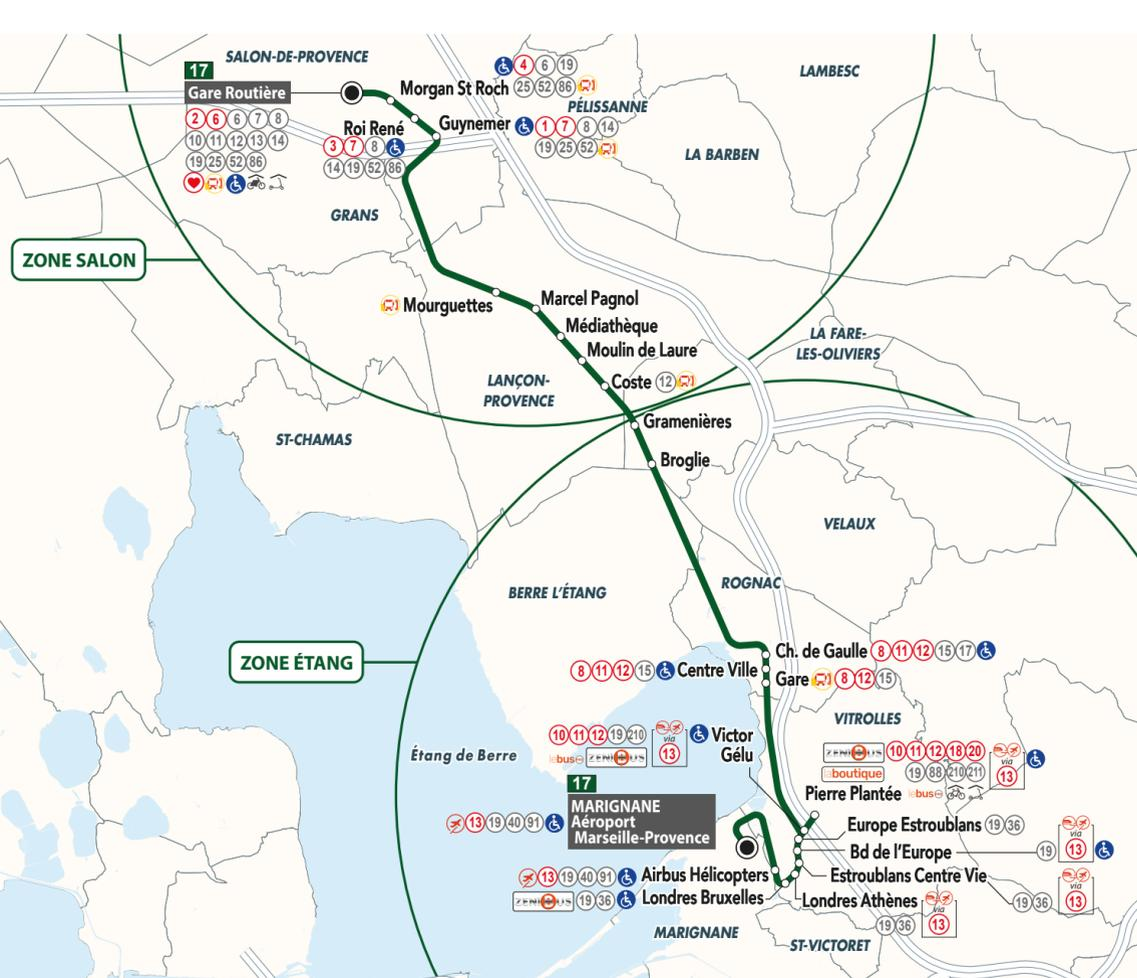 SALON-DE-PROVENCE
17
Gare Routière
2 6 6 7 8
10 11 12 13 14
19 25 52 86
Morgan St Roch
4 6 19
25 52 86
PÉLISSANNE
LAMBESC
Roi René
3 7 8
14 19 52 86
Guynemer
1 7 8 14
19 25 52
LA BARBEN
GRANS
ZONE SALON
Mourguettes
Marcel Pagnol
Médiathèque
Moulin de Laure
LA FARE-
LES-OLIVIERS
LANÇON-
PROVENCE
Coste 12
Gramenières
ST-CHAMAS
Broglie
VELAUX
BERRE L'ÉTANG
ROGNAC
ZONE ÉTANG
Ch. de Gaulle 8 11 12 15 17
8 11 12 15 Centre Ville
Gare 8 12 15
VITROLLES
Étang de Berre
10 11 12 19 210
lebus ZENIBUS
via
13
Victor
Gélu
ZENIBUS 10 11 12 18 20
laboutique 19 88 210 211
via
13
Pierre Plantée lebus
17
MARIGNANE
Aéroport
Marseille-Provence
13 19 40 91
Europe Estroublans 19 36
Bd de l'Europe 19
via
13
Airbus Hélicopters
13 19 40 91
Estroublans Centre Vie
19 36
via
13
ZENIBUS 19 36
Londres Bruxelles
Londres Athènes
19 36
via
13
MARIGNANE
ST-VICTORET